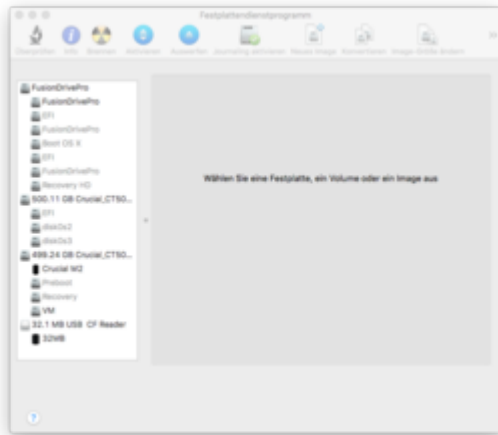 Festplattendienstprogramm
Überprüfen Info Brennen Aktivieren Auswerfen Journaling aktivieren Neues Image Konvertieren Image-Größe ändern
FusionDrivePro
FusionDrivePro
EFI
FusionDrivePro
Boot OS X
EFI
FusionDrivePro
Recovery HD
500.11 GB Crucial_CT50...
EFI
disk0s2
disk0s3
499.24 GB Crucial_CT50...
Crucial M2
Preboot
Recovery
VM
32.1 MB USB CF Reader
32MB
Wählen Sie eine Festplatte, ein Volume oder ein Image aus
?